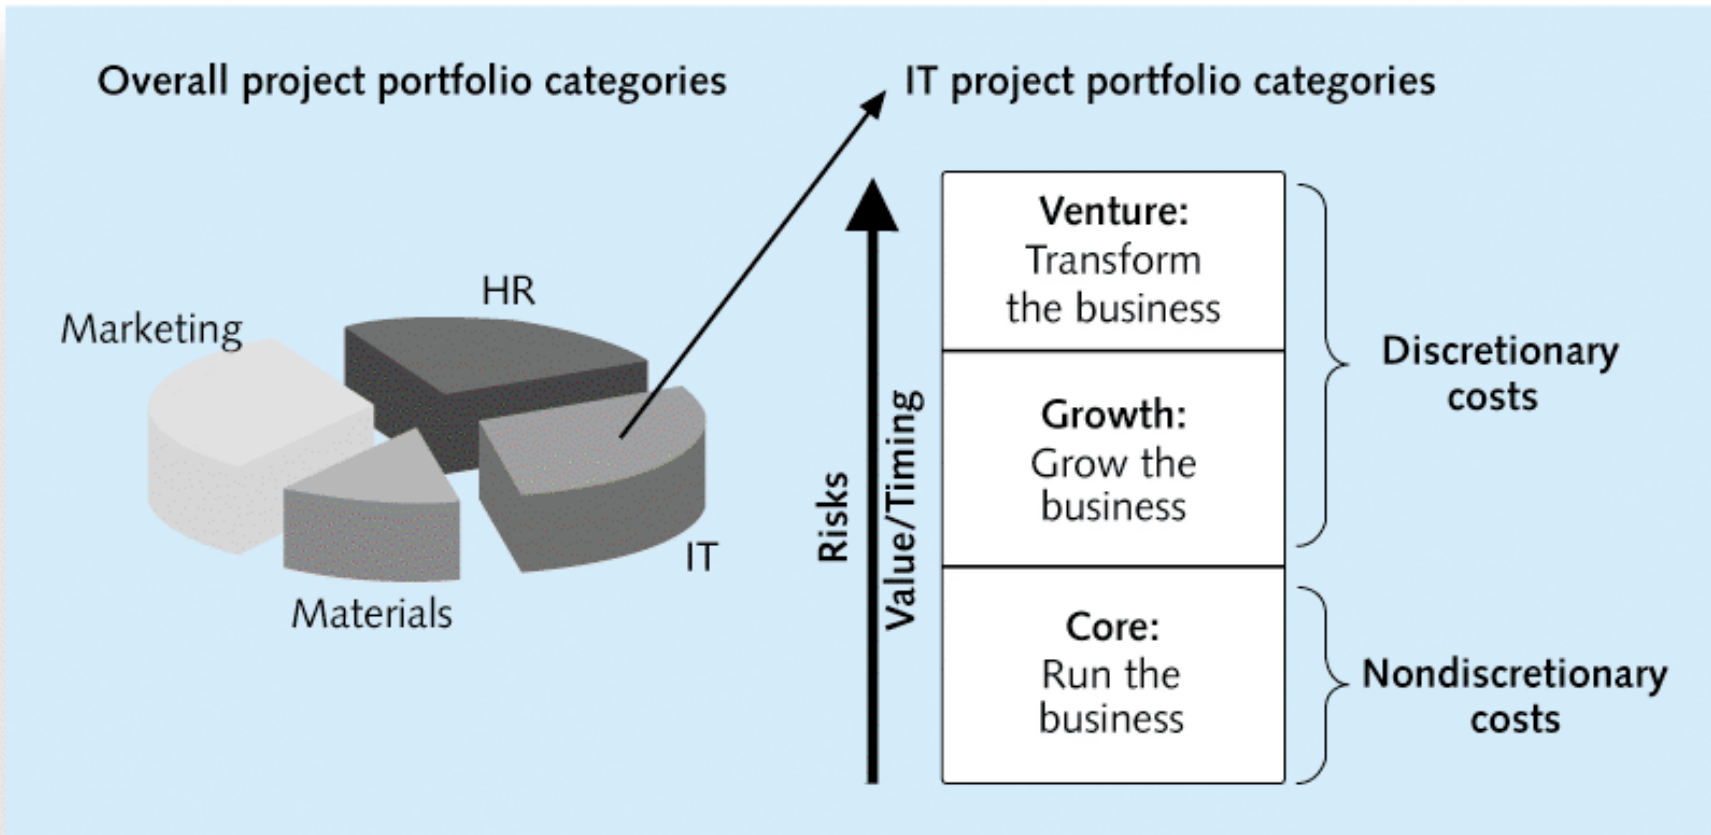 Overall project portfolio categories
IT project portfolio categories
Marketing
HR
IT
Materials
Risks
Value/Timing
Venture:
Transform
the business
Growth:
Grow the
business
Core:
Run the
business
Discretionary
costs
Nondiscretionary
costs